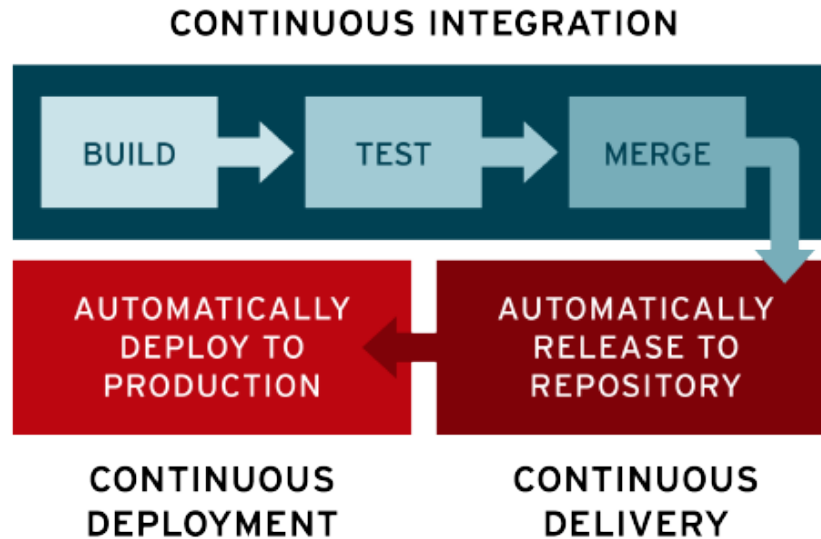 CONTINUOUS INTEGRATION
BUILD
TEST
MERGE
AUTOMATICALLY
DEPLOY TO
PRODUCTION
AUTOMATICALLY
RELEASE TO
REPOSITORY
CONTINUOUS
DEPLOYMENT
CONTINUOUS
DELIVERY